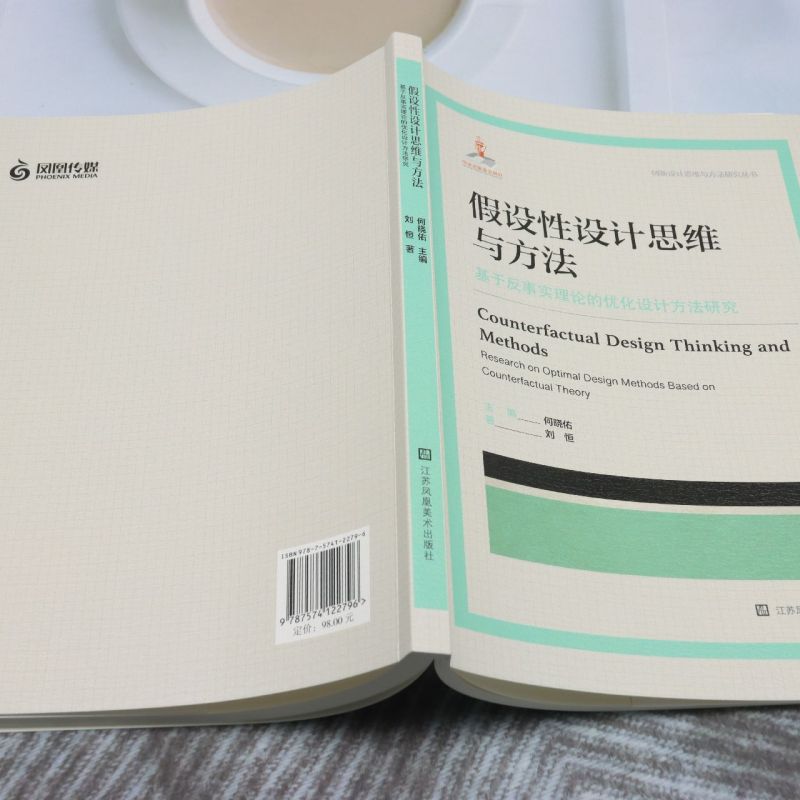 凤凰传媒
PHOENIX MEDIA
ISBN 978-7-5741-2279-6
9 787574 122796>
定价：98.00 元
假设性设计思维与方法
基于反事实理论的优化设计方法研究
何晓佑 主编
刘恒 著
江苏凤凰美术出版社
创新设计思维与方法研究丛书
假设性设计思维
与方法
基于反事实理论的优化设计方法研究
Counterfactual Design Thinking and
Methods
Research on Optimal Design Methods Based on
Counterfactual Theory
主编 何晓佑
著 刘恒
江苏凤